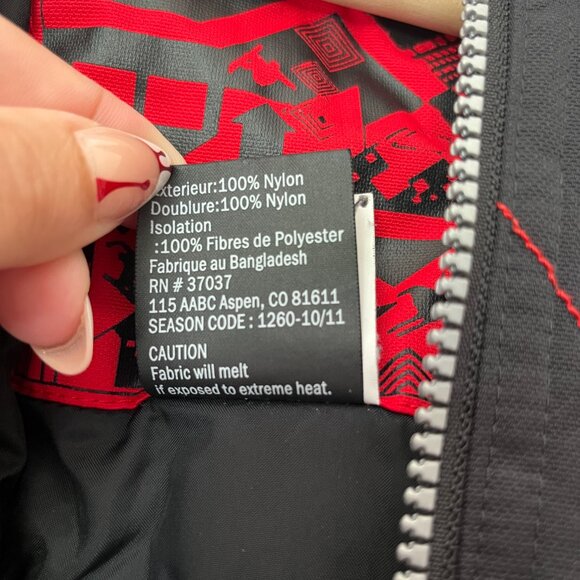 xterieur:100% Nylon
Doublure:100% Nylon
Isolation
:100% Fibres de Polyester
Fabrique au Bangladesh
RN # 37037
115 AABC Aspen, CO 81611
SEASON CODE : 1260-10/11
CAUTION
Fabric will melt
if exposed to extreme heat.